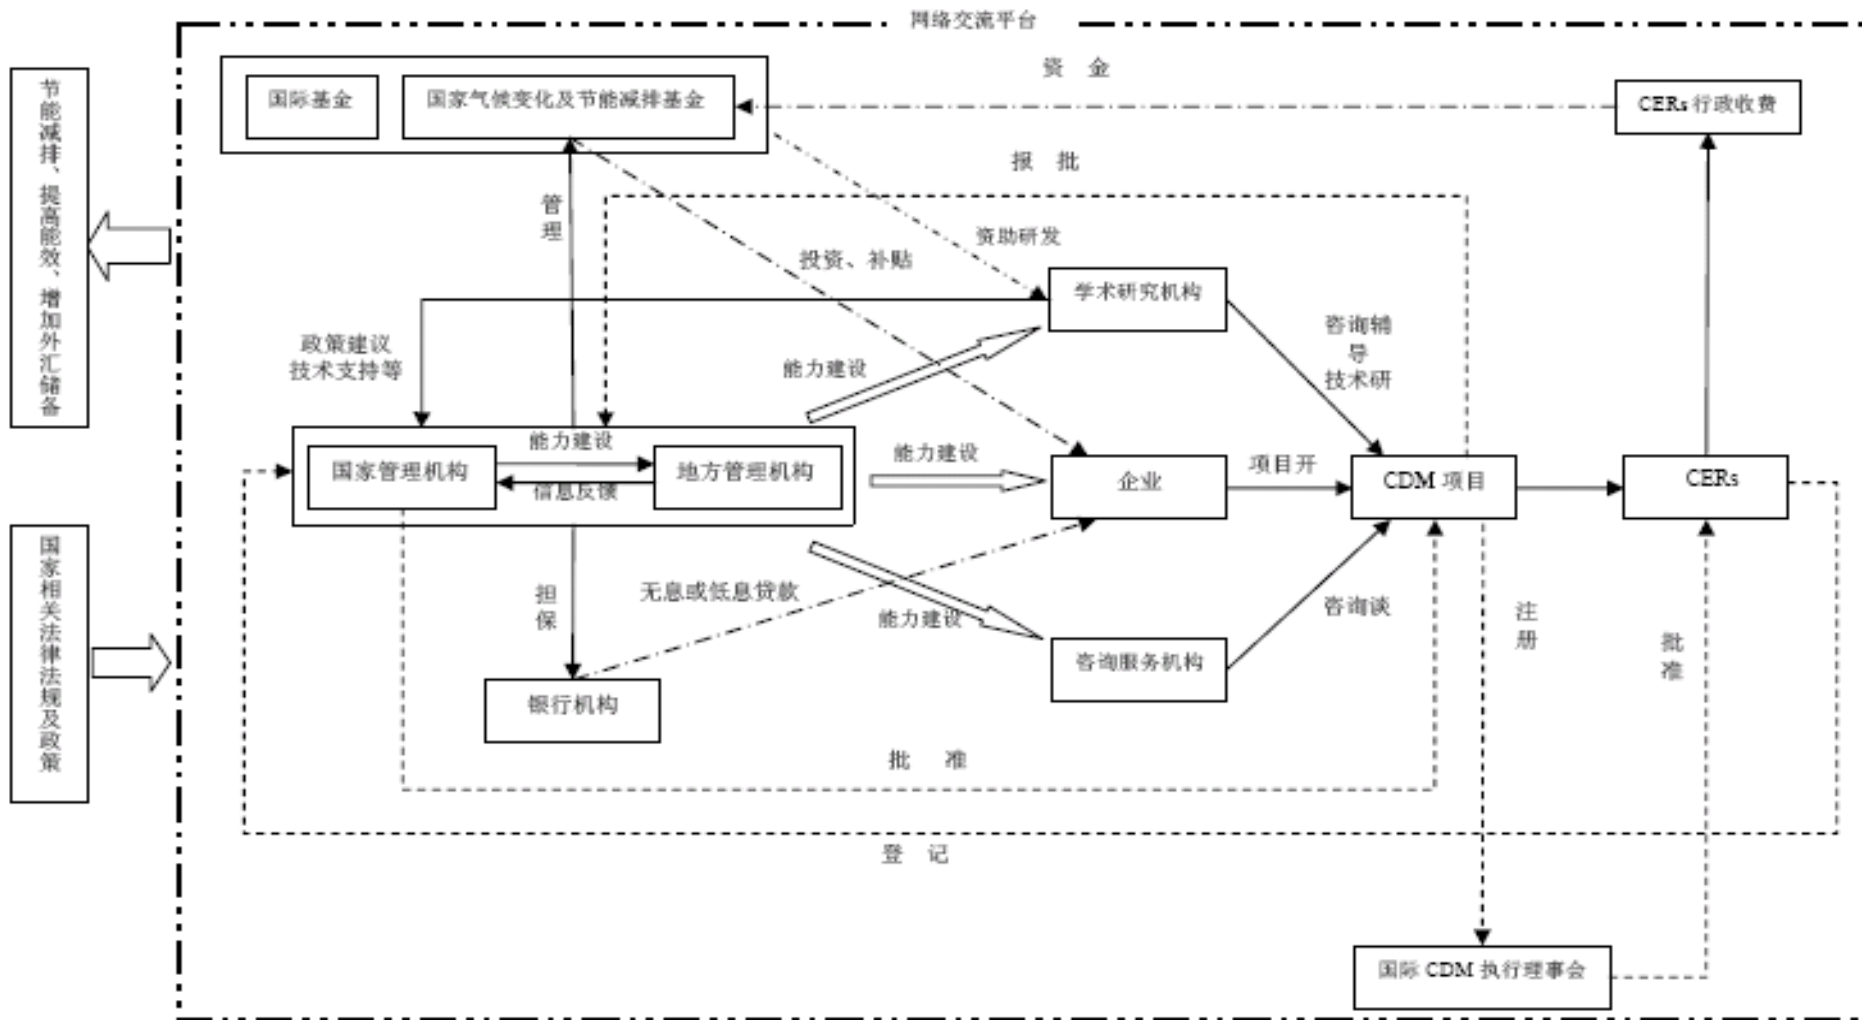 网络交流平台
节能减排、提高能效、增加外汇储备
国际基金
国家气候变化及节能减排基金
资 金
CERs 行政收费
报 批
管
理
资助研发
投资、补贴
学术研究机构
政策建议
技术支持等
咨询辅
导
技术研
能力建设
能力建设
国家管理机构
地方管理机构
信息反馈
能力建设
企业
项目开
CDM 项目
CERs
国家相关法律法规及政策
担
保
无息或低息贷款
能力建设
咨询谈
注
册
批
准
咨询服务机构
银行机构
批 准
登 记
国际 CDM 执行理事会